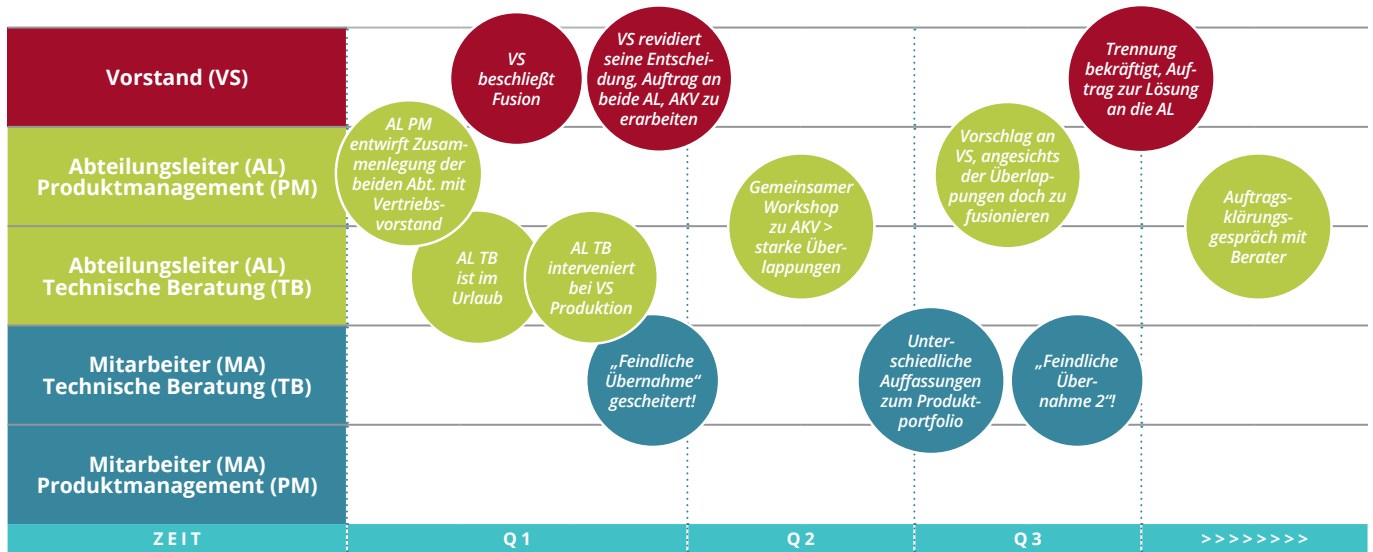 Vorstand (VS)
VS
beschließt
Fusion
VS revidiert
seine Entschei-
dung, Auftrag an
beide AL, AKV zu
erarbeiten
Trennung
bekräftigt, Auf-
trag zur Lösung
an die AL
Abteilungsleiter (AL)
Produktmanagement (PM)
AL PM
entwirft Zusam-
menlegung der
beiden Abt. mit
Vertriebs-
vorstand
Gemeinsamer
Workshop
zu AKV >
starke Über-
lappungen
Vorschlag an
VS, angesichts
der Überlap-
pungen doch zu
fusionieren
Auftrags-
klärungs-
gespräch mit
Berater
Abteilungsleiter (AL)
Technische Beratung (TB)
AL TB
ist im
Urlaub
AL TB
interveniert
bei VS
Produktion
Mitarbeiter (MA)
Technische Beratung (TB)
„Feindliche
Übernahme“
gescheitert!
Unter-
schiedliche
Auffassungen
zum Produkt-
portfolio
„Feindliche
Über-
nahme 2“!
Mitarbeiter (MA)
Produktmanagement (PM)
ZEIT
Q1
Q2
Q3
>>>>>>>>